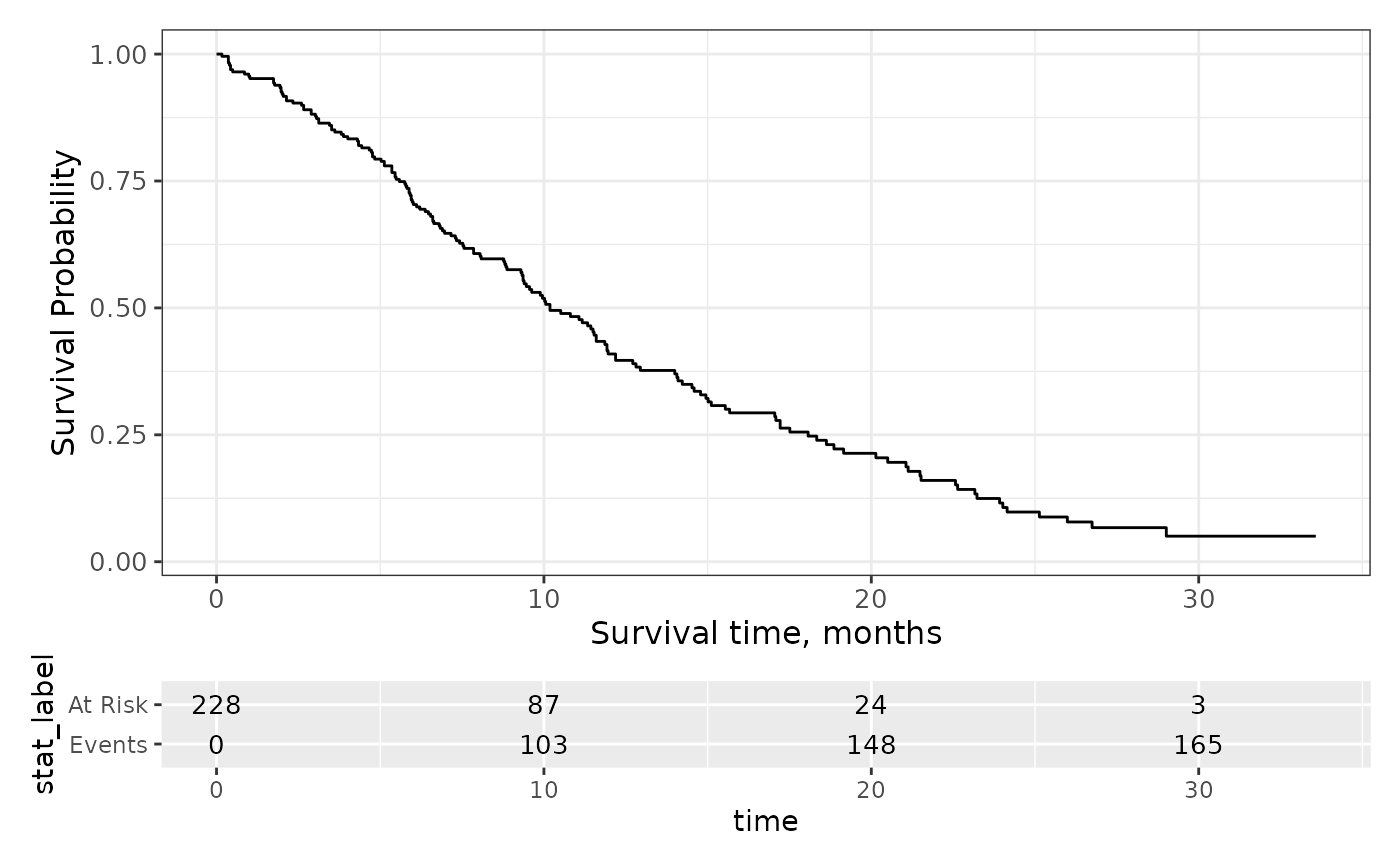 1.00
0.75
0.50
0.25
0.00
Survival Probability
0 10 20 30
Survival time, months
stat_label
At Risk 228 87 24 3
Events 0 103 148 165
0 10 20 30
time